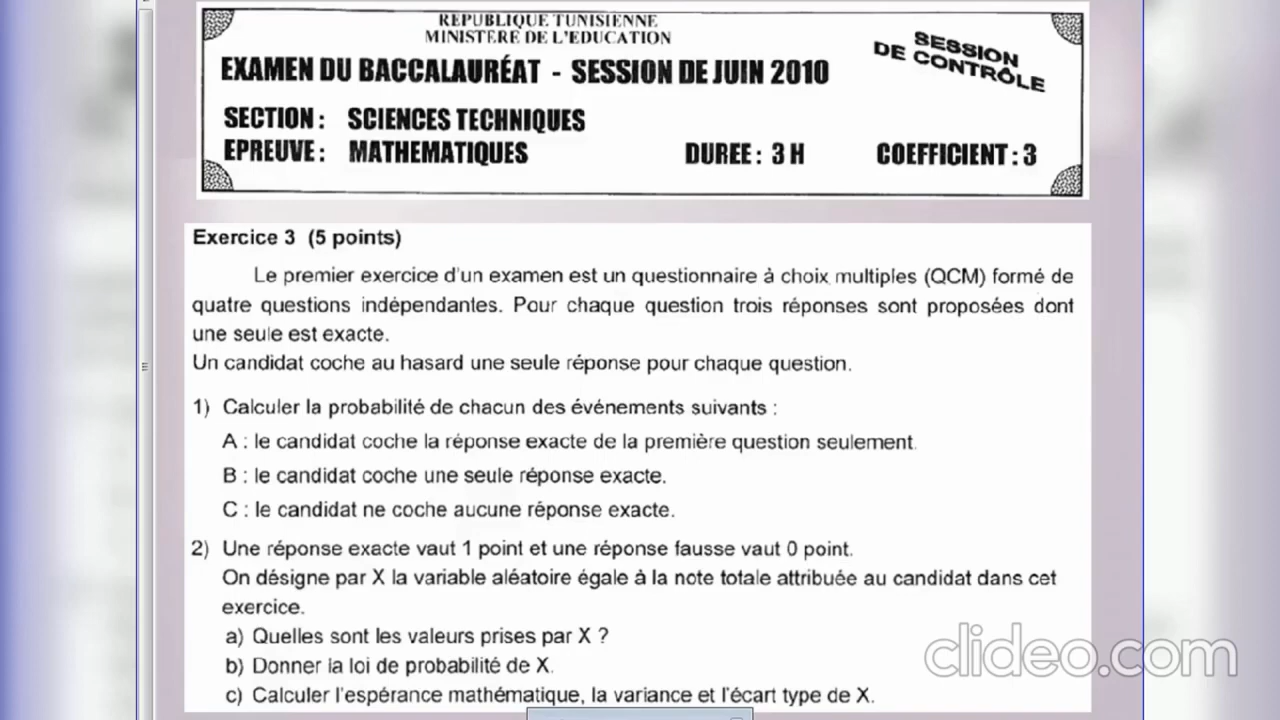 REPUBLIQUE TUNISIENNE
MINISTERE DE L'EDUCATION
SESSION
DE CONTRÔLE
EXAMEN DU BACCALAURÉAT - SESSION DE JUIN 2010
SECTION : SCIENCES TECHNIQUES
EPREUVE : MATHEMATIQUES DUREE : 3 H COEFFICIENT : 3
Exercice 3 (5 points)
Le premier exercice d'un examen est un questionnaire à choix multiples (QCM) formé de
quatre questions indépendantes. Pour chaque question trois réponses sont proposées dont
une seule est exacte.
Un candidat coche au hasard une seule réponse pour chaque question.
1) Calculer la probabilité de chacun des événements suivants :
A : le candidat coche la réponse exacte de la première question seulement.
B : le candidat coche une seule réponse exacte.
C : le candidat ne coche aucune réponse exacte.
2) Une réponse exacte vaut 1 point et une réponse fausse vaut 0 point.
On désigne par X la variable aléatoire égale à la note totale attribuée au candidat dans cet
exercice.
a) Quelles sont les valeurs prises par X ?
b) Donner la loi de probabilité de X.
c) Calculer l'espérance mathématique, la variance et l'écart type de X.
clideo.com